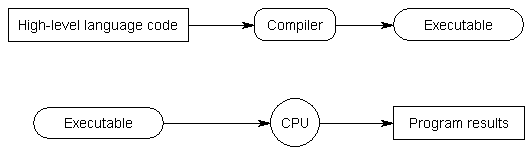 High-level language code
Compiler
Executable
Executable
CPU
Program results